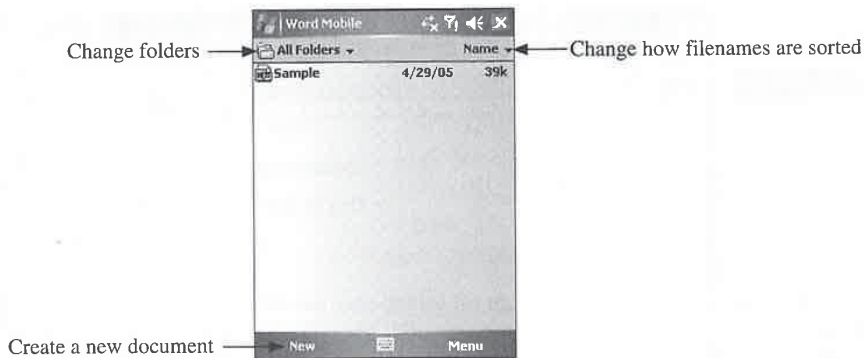 Word Mobile
Change folders
All Folders
Name
Change how filenames are sorted
Sample 4/29/05 39k
Create a new document
New
Menu